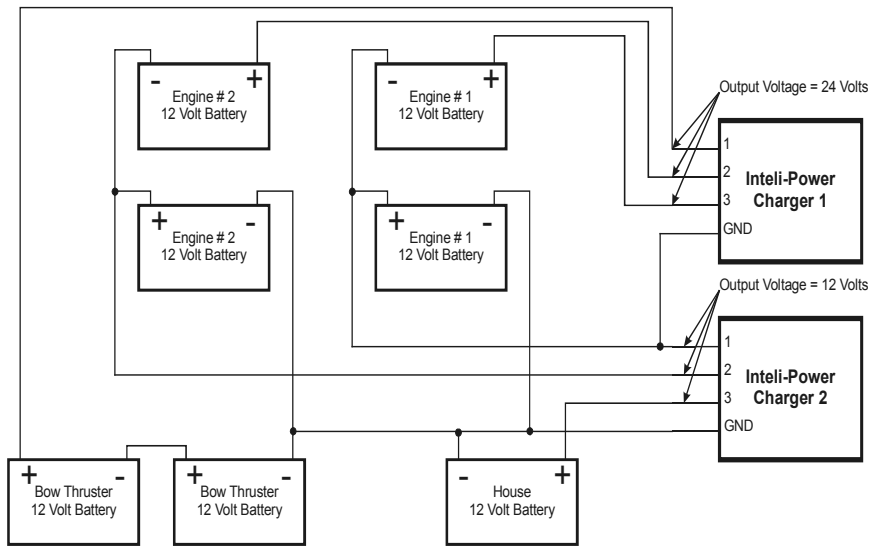 - +
Engine # 2
12 Volt Battery
- +
Engine # 1
12 Volt Battery
Output Voltage = 24 Volts
1
2
3
GND
Inteli-Power
Charger 1
+ -
Engine # 2
12 Volt Battery
+ -
Engine # 1
12 Volt Battery
Output Voltage = 12 Volts
1
2
3
GND
Inteli-Power
Charger 2
+ -
Bow Thruster
12 Volt Battery
+ -
Bow Thruster
12 Volt Battery
- +
House
12 Volt Battery